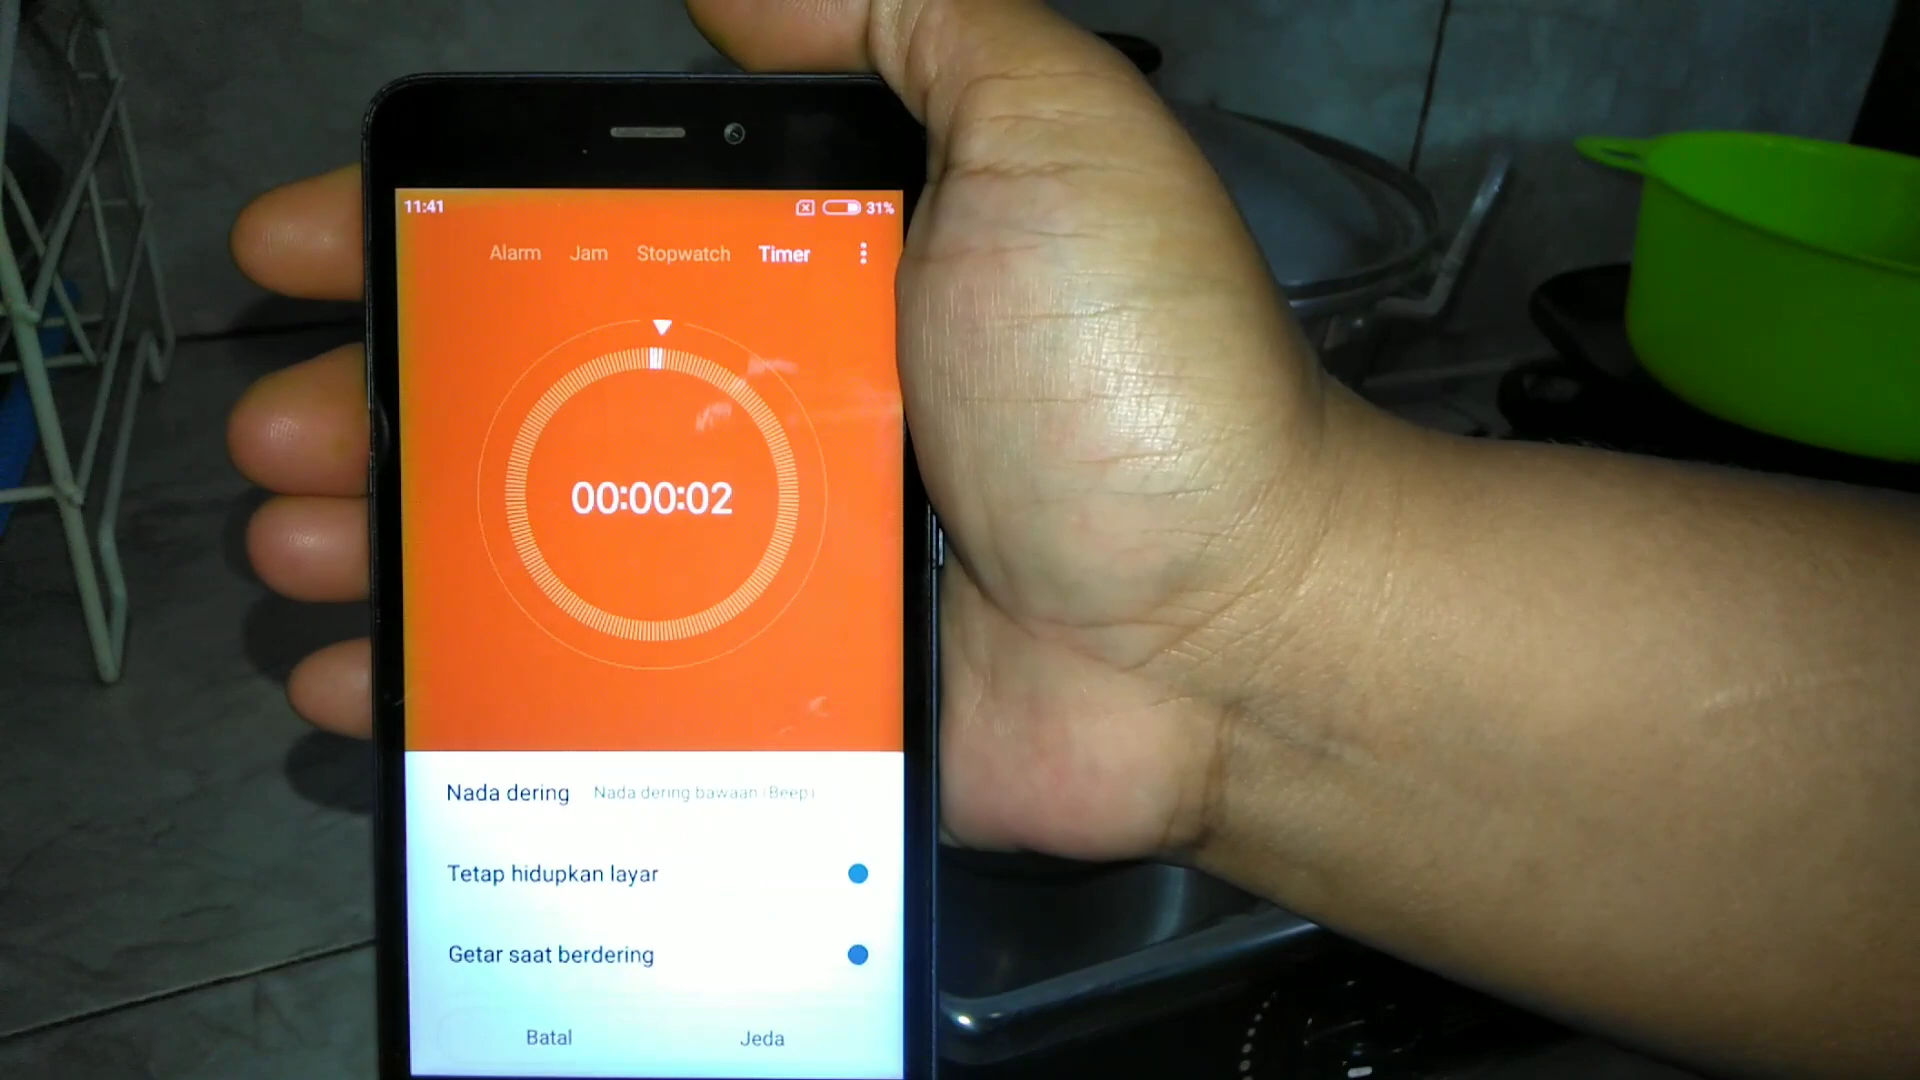 11:41 31%
Alarm Jam Stopwatch Timer
00:00:02
Nada dering Nada dering bawaan (Beep)
Tetap hidupkan layar
Getar saat berdering
Batal Jeda